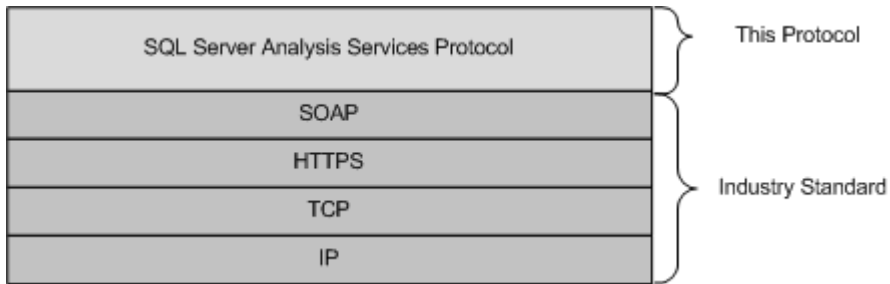 SQL Server Analysis Services Protocol
This Protocol
SOAP
HTTPS
TCP
IP
Industry Standard